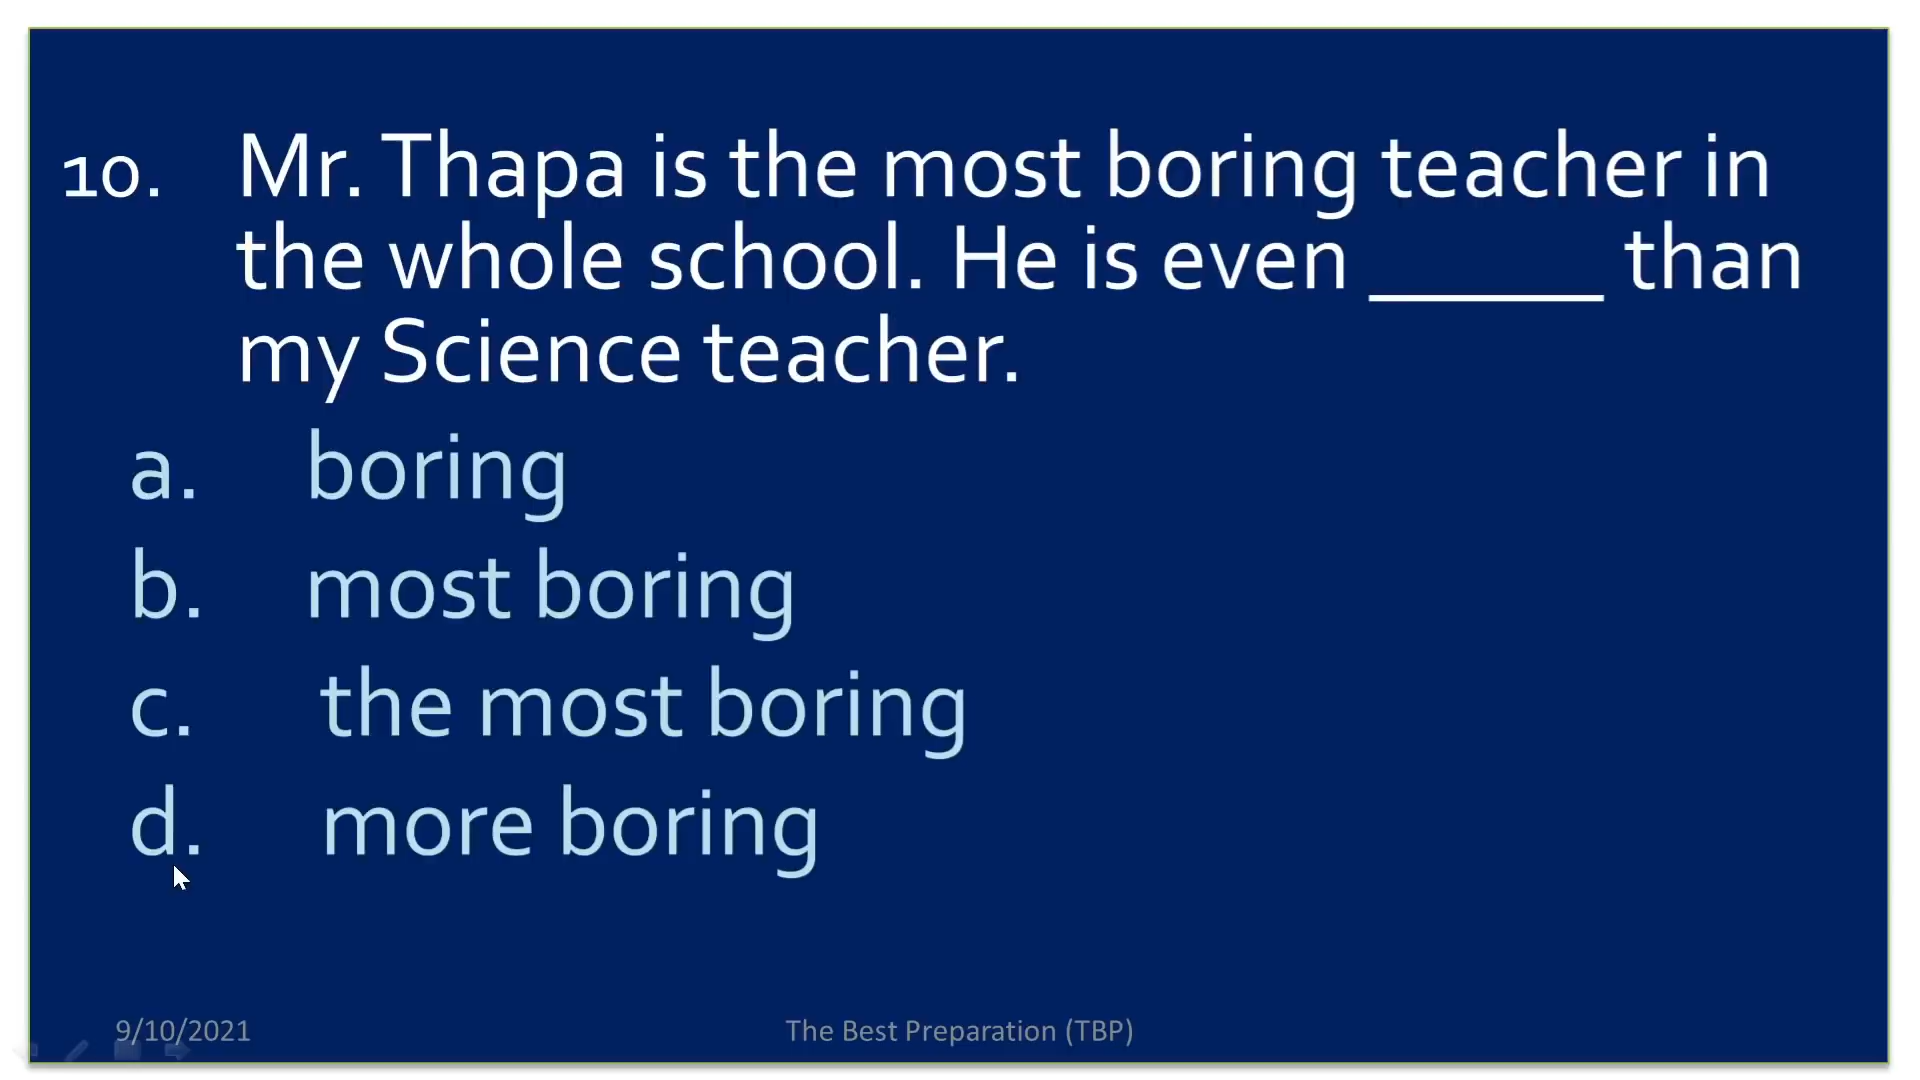 10. Mr. Thapa is the most boring teacher in
the whole school. He is even ______ than
my Science teacher.
a. boring
b. most boring
c. the most boring
d. more boring
9/10/2021 The Best Preparation (TBP)